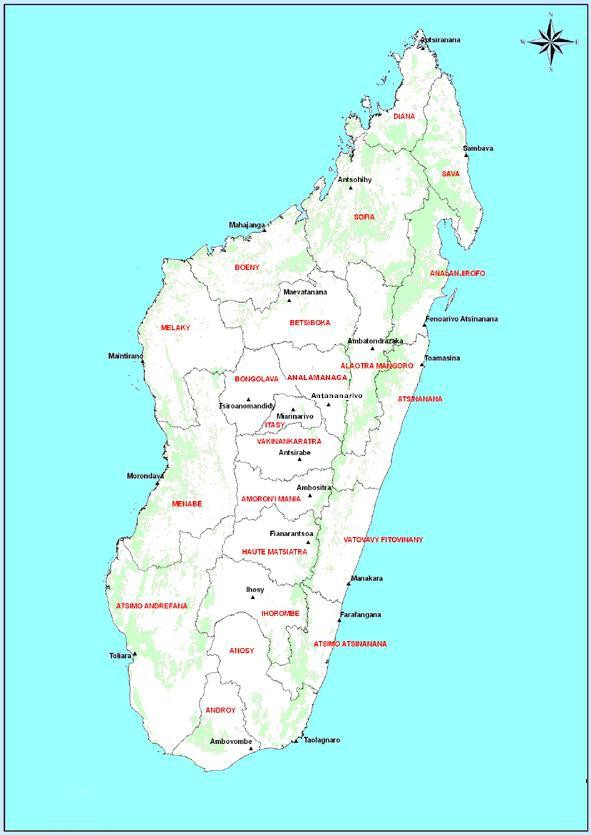 N
W
E
S
Antsiranana
DIANA
Sambava
SAVA
Antsohihy
SOFIA
Mahajanga
BOENY
ANALANJIROFO
Maevatanana
MELAKY
BETSIBOKA
Fenoarivo Atsinanana
Ambatondrazaka
Maintirano
Toamasina
ALAOTRA MANGORO
BONGOLAVA
ANALAMANAGA
Antananarivo
ATSINANANA
Tsiroanomandidy
Miarinarivo
ITASY
VAKINANKARATRA
Antsirabe
Morondava
Ambositra
AMORON'I MANIA
MENABE
Fianarantsoa
VATOVAVY FITOVINANY
HAUTE MATSIATRA
Manakara
Ihosy
ATSIMO ANDREFANA
IHOROMBE
Farafangana
ATSIMO ATSINANANA
ANOSY
Toliara
ANDROY
Ambovombe
Taolagnaro